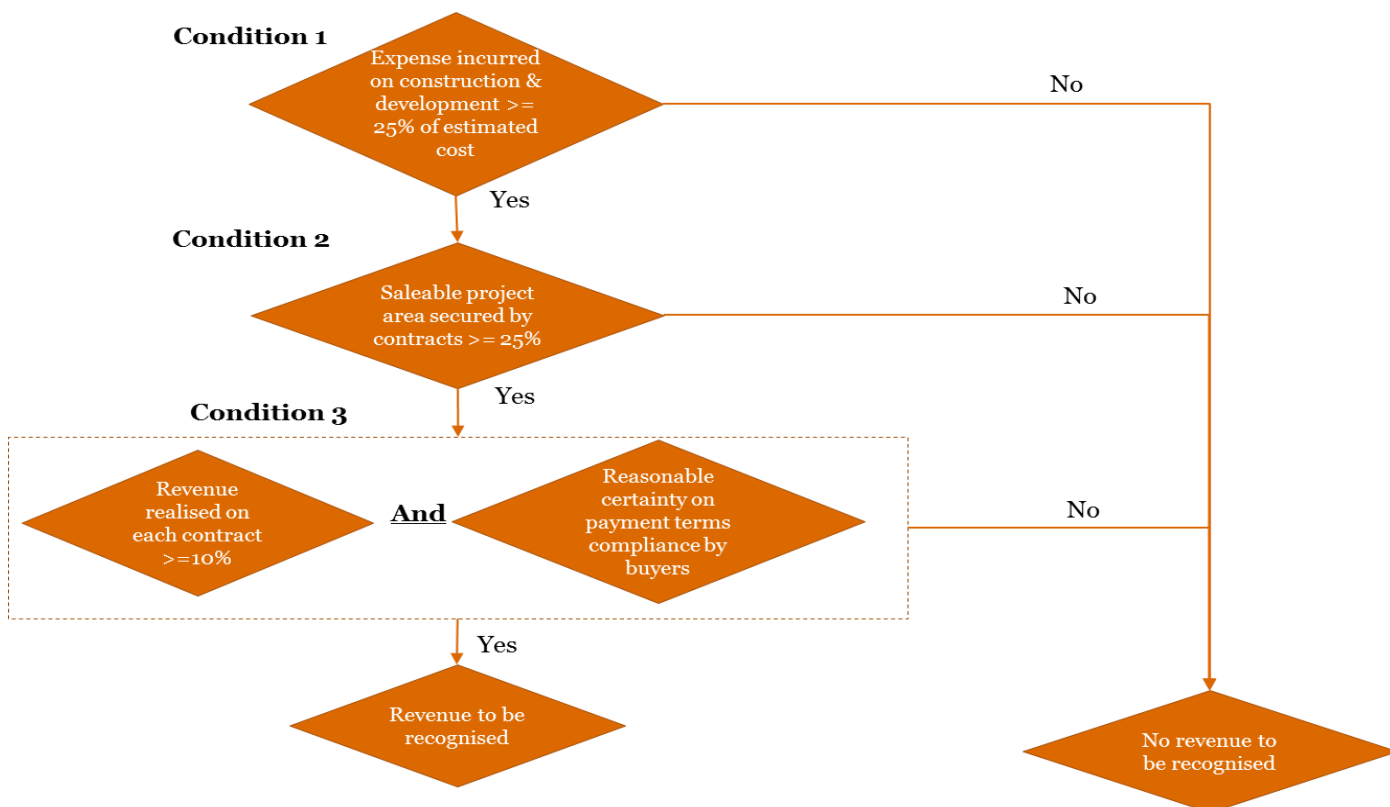 Condition 1
Expense incurred
on construction &
development >=
25% of estimated
cost
No
Yes
Condition 2
Saleable project
area secured by
contracts >= 25%
No
Yes
Condition 3
Revenue
realised on
each contract
>=10%
And
Reasonable
certainty on
payment terms
compliance by
buyers
No
Yes
Revenue to be
recognised
No revenue to
be recognised